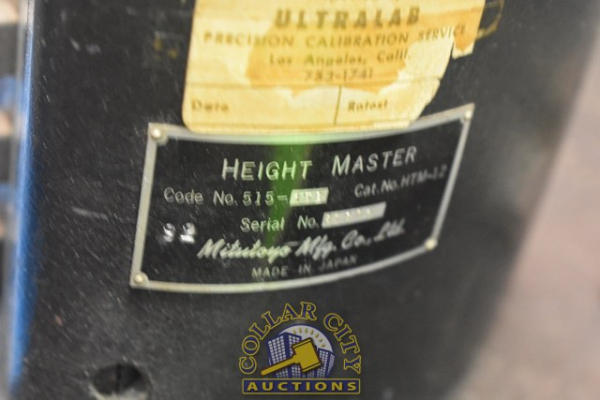 ULTRALAB
PRECISION CALIBRATION SERVICE
Los Angeles, Calif.
783-1741
Date Retest
HEIGHT MASTER
Code No. 515- Cat. No. HTM-12
Serial No.
Mitutoyo Mfg. Co., Ltd.
MADE IN JAPAN
COLLAR CITY
AUCTIONS